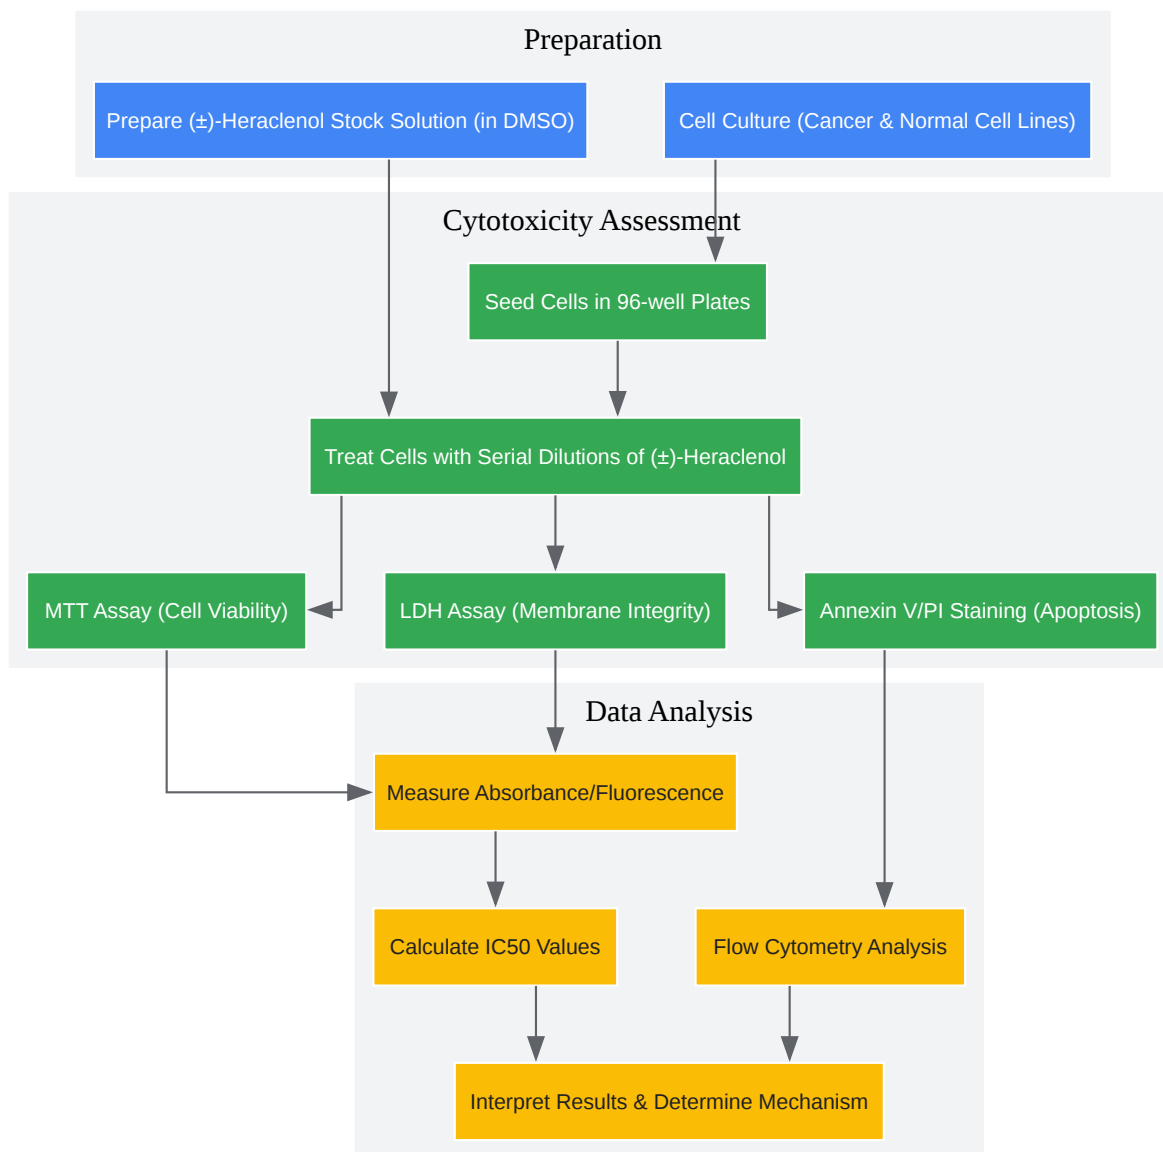 Preparation
Prepare (±)-Heraclenol Stock Solution (in DMSO)
Cell Culture (Cancer & Normal Cell Lines)
Cytotoxicity Assessment
Seed Cells in 96-well Plates
Treat Cells with Serial Dilutions of (±)-Heraclenol
MTT Assay (Cell Viability)
LDH Assay (Membrane Integrity)
Annexin V/PI Staining (Apoptosis)
Data Analysis
Measure Absorbance/Fluorescence
Calculate IC50 Values
Flow Cytometry Analysis
Interpret Results & Determine Mechanism